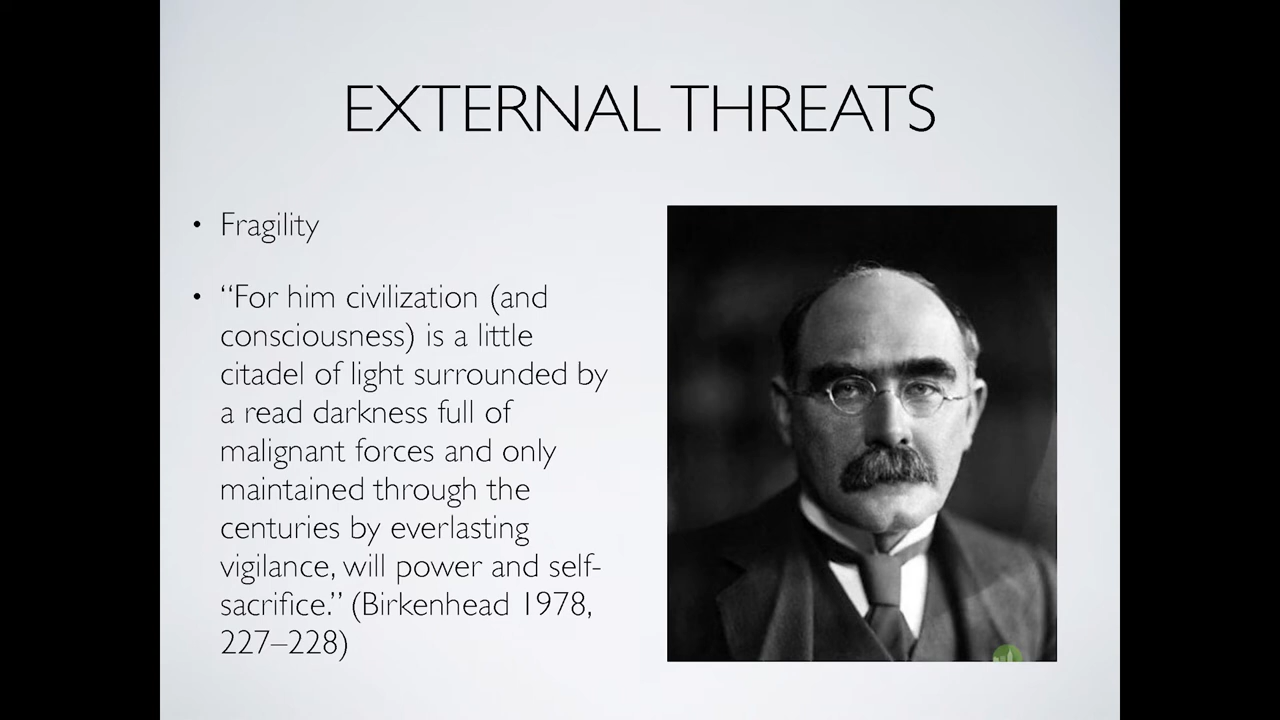 EXTERNAL THREATS
• Fragility
• “For him civilization (and
consciousness) is a little
citadel of light surrounded by
a read darkness full of
malignant forces and only
maintained through the
centuries by everlasting
vigilance, will power and self-
sacrifice.” (Birkenhead 1978,
227–228)